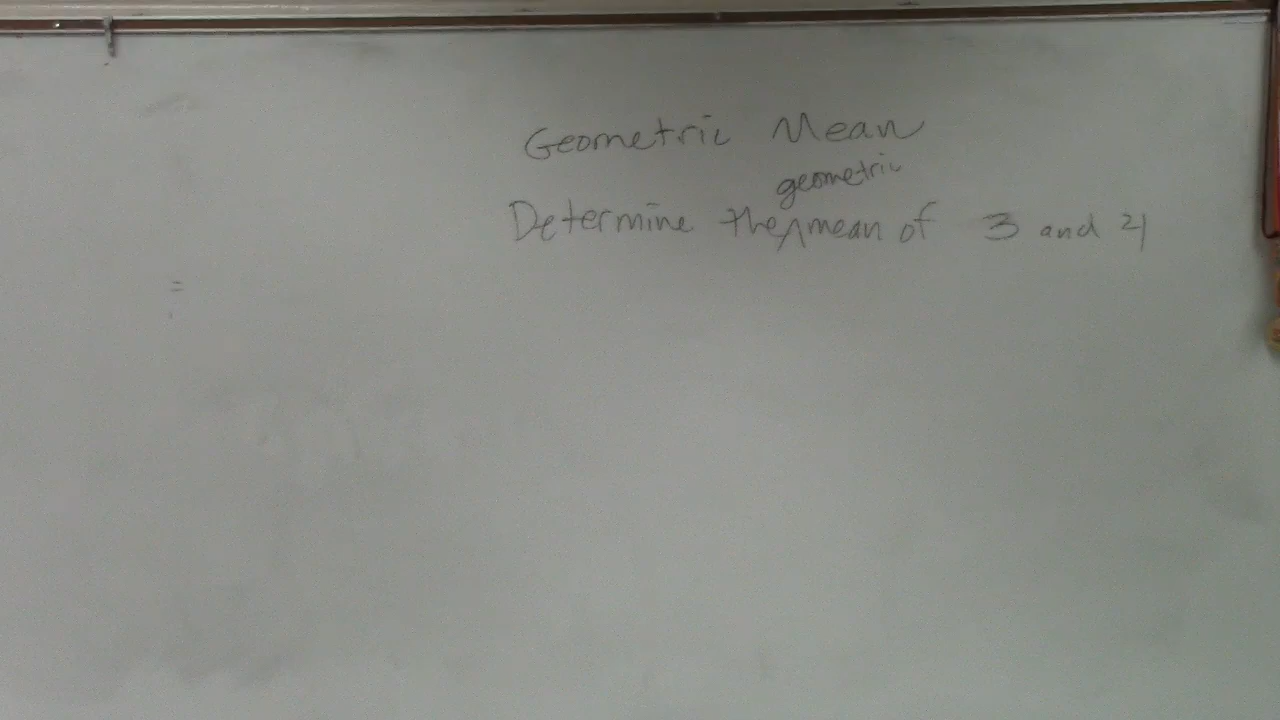 Geometric Mean
geometric
Determine the ^ mean of 3 and 21
=